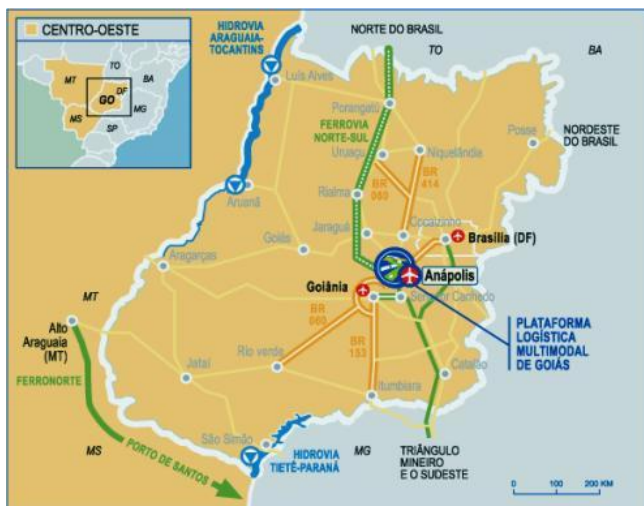 CENTRO-OESTE
TO
MT
BA
DF
GO
MG
MS
SP
HIDROVIA
ARAGUAIA-
TOCANTINS
NORTE DO BRASIL
TO
BA
Luís Alves
Porangatú
FERROVIA
NORTE-SUL
Posse
NORDESTE
DO BRASIL
Uruaçu
Niquelândia
BR
080
BR
414
Rialma
Aruanã
Jaraguá
Cocalzinho
Goiás
Brasília (DF)
Aragarças
Anápolis
Goiânia
Senador Canhedo
MT
Alto
Araguaia
(MT)
BR
060
BR
153
PLATAFORMA
LOGÍSTICA
MULTIMODAL
DE GOIÁS
Rio verde
Jataí
Catalão
FERRONORTE
Itumbiara
São Simão
MS
PORTO DE SANTOS
HIDROVIA
TIETÊ-PARANÁ
MG
TRIÂNGULO
MINEIRO
E O SUDESTE
0 100 200 KM